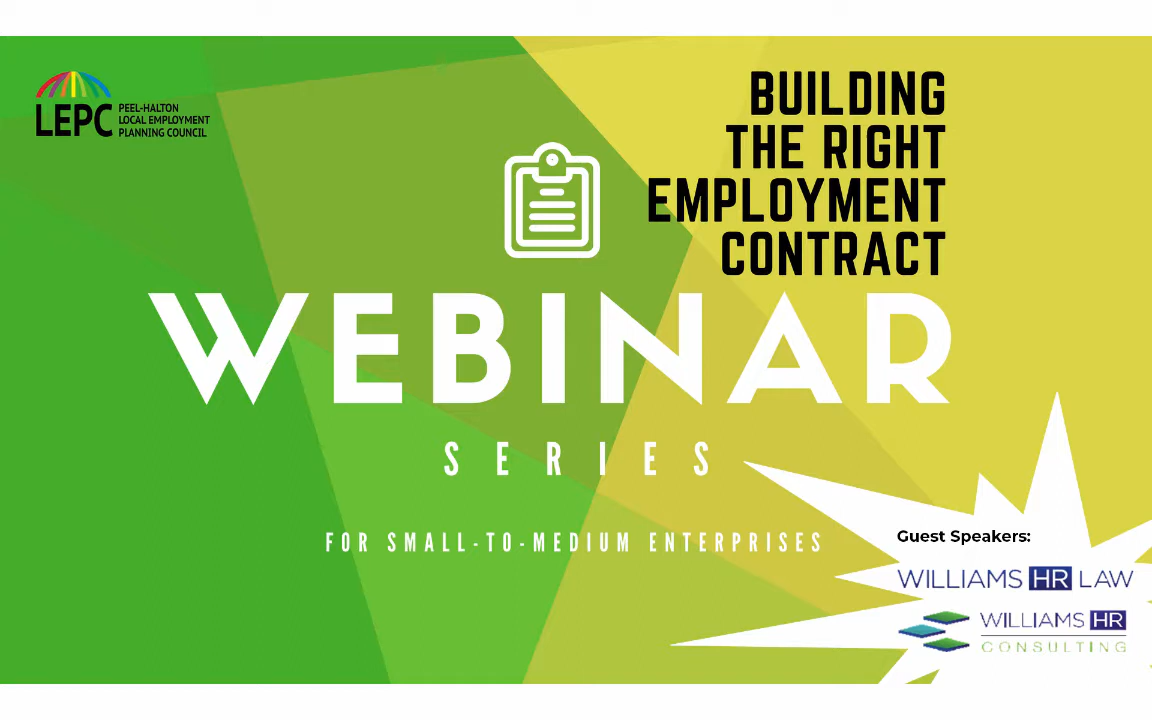 LEPC
PEEL-HALTON
LOCAL EMPLOYMENT
PLANNING COUNCIL
BUILDING
THE RIGHT
EMPLOYMENT
CONTRACT
WEBINAR
SERIES
FOR SMALL-TO-MEDIUM ENTERPRISES
Guest Speakers:
WILLIAMS HR LAW
WILLIAMS HR
CONSULTING